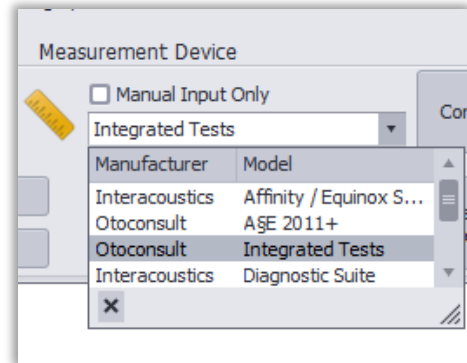 Measurement Device
Manual Input Only
Integrated Tests
Manufacturer Model
Interacoustics Affinity / Equinox S...
Otoconsult A§E 2011+
Otoconsult Integrated Tests
Interacoustics Diagnostic Suite